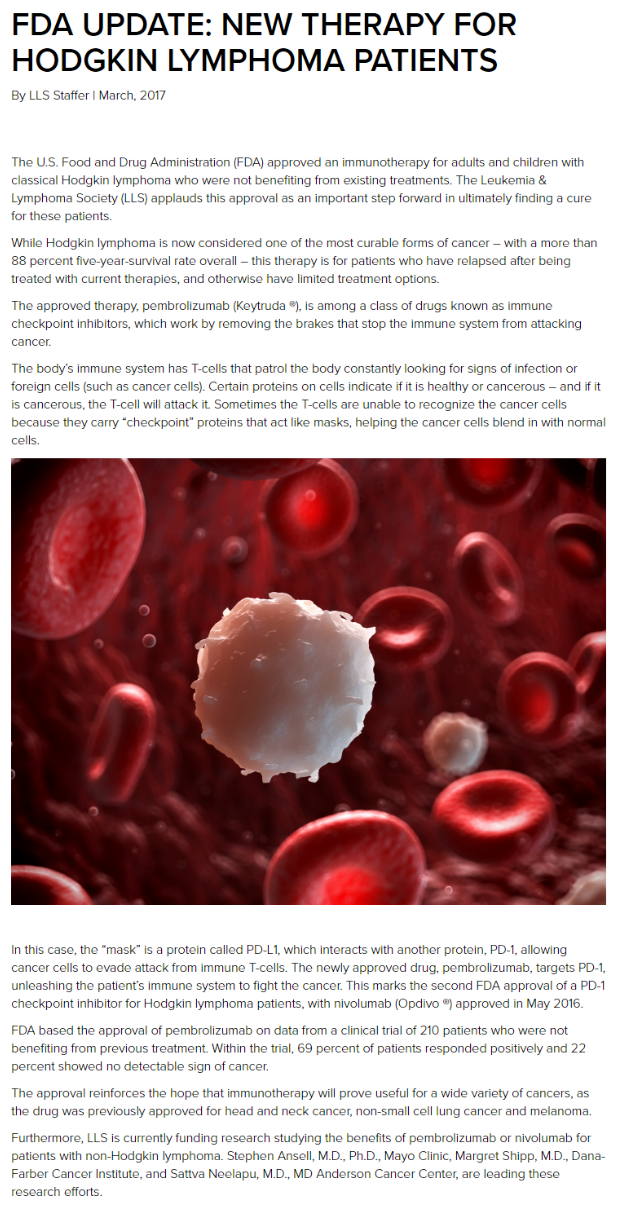 FDA UPDATE: NEW THERAPY FOR
HODGKIN LYMPHOMA PATIENTS
By LLS Staffer | March, 2017
The U.S. Food and Drug Administration (FDA) approved an immunotherapy for adults and children with
classical Hodgkin lymphoma who were not benefiting from existing treatments. The Leukemia &
Lymphoma Society (LLS) applauds this approval as an important step forward in ultimately finding a cure
for these patients.
While Hodgkin lymphoma is now considered one of the most curable forms of cancer – with a more than
88 percent five-year-survival rate overall – this therapy is for patients who have relapsed after being
treated with current therapies, and otherwise have limited treatment options.
The approved therapy, pembrolizumab (Keytruda ®), is among a class of drugs known as immune
checkpoint inhibitors, which work by removing the brakes that stop the immune system from attacking
cancer.
The body's immune system has T-cells that patrol the body constantly looking for signs of infection or
foreign cells (such as cancer cells). Certain proteins on cells indicate if it is healthy or cancerous – and if it
is cancerous, the T-cell will attack it. Sometimes the T-cells are unable to recognize the cancer cells
because they carry “checkpoint” proteins that act like masks, helping the cancer cells blend in with normal
cells.
In this case, the “mask” is a protein called PD-L1, which interacts with another protein, PD-1, allowing
cancer cells to evade attack from immune T-cells. The newly approved drug, pembrolizumab, targets PD-1,
unleashing the patient's immune system to fight the cancer. This marks the second FDA approval of a PD-1
checkpoint inhibitor for Hodgkin lymphoma patients, with nivolumab (Opdivo ®) approved in May 2016.
FDA based the approval of pembrolizumab on data from a clinical trial of 210 patients who were not
benefiting from previous treatment. Within the trial, 69 percent of patients responded positively and 22
percent showed no detectable sign of cancer.
The approval reinforces the hope that immunotherapy will prove useful for a wide variety of cancers, as
the drug was previously approved for head and neck cancer, non-small cell lung cancer and melanoma.
Furthermore, LLS is currently funding research studying the benefits of pembrolizumab or nivolumab for
patients with non-Hodgkin lymphoma. Stephen Ansell, M.D., Ph.D., Mayo Clinic, Margret Shipp, M.D., Dana-
Farber Cancer Institute, and Sattva Neelapu, M.D., MD Anderson Cancer Center, are leading these
research efforts.